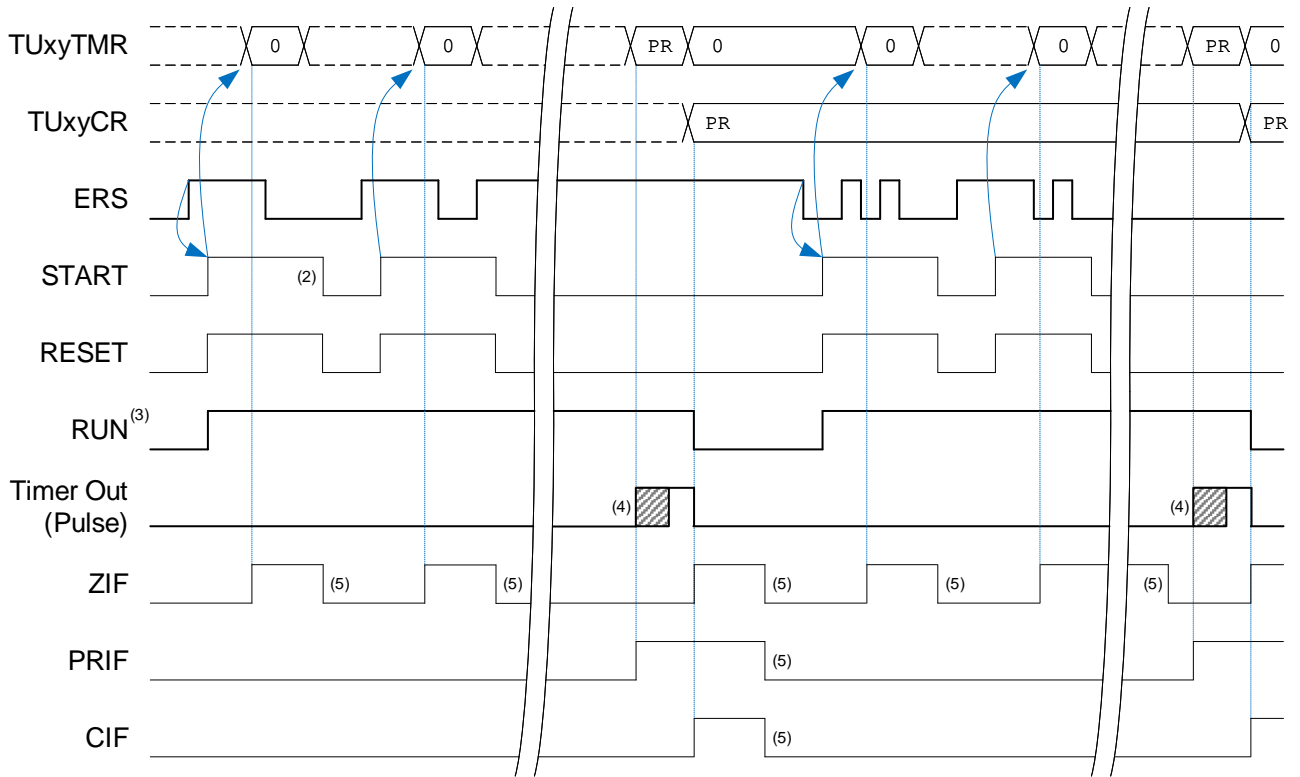 TUxyTMR 0 0 PR 0 0 0 PR 0
TUxyCR PR PR
ERS
START (2)
RESET
RUN(3)
Timer Out
(Pulse) (4) (4)
ZIF (5) (5) (5) (5) (5)
PRIF (5)
CIF (5)